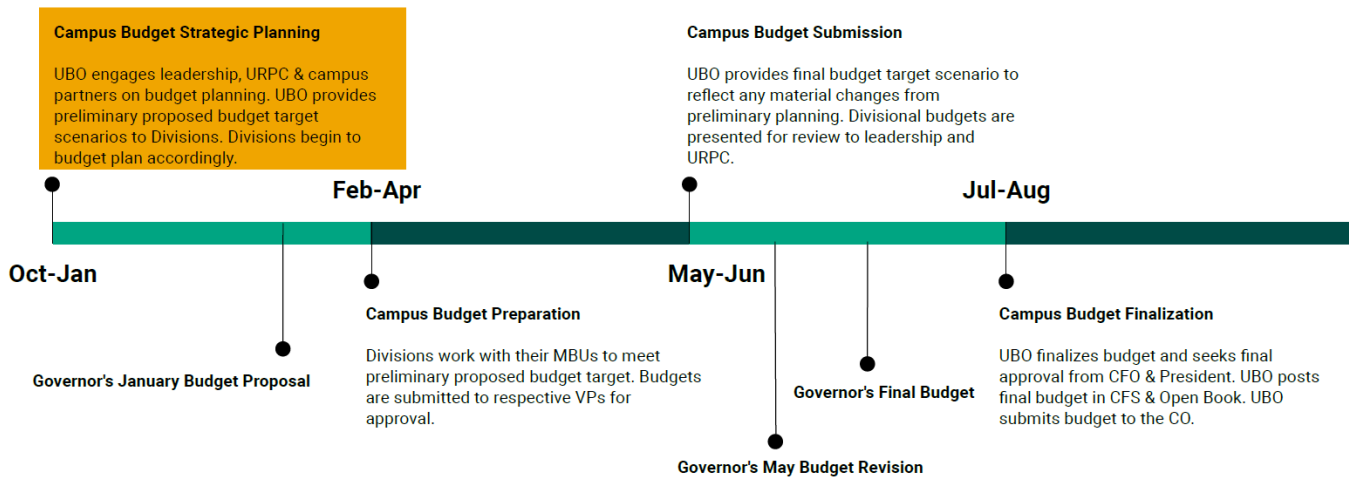 Campus Budget Strategic Planning
UBO engages leadership, URPC & campus
partners on budget planning. UBO provides
preliminary proposed budget target
scenarios to Divisions. Divisions begin to
budget plan accordingly.
Campus Budget Submission
UBO provides final budget target scenario to
reflect any material changes from
preliminary planning. Divisional budgets are
presented for review to leadership and
URPC.
Feb-Apr
Jul-Aug
Oct-Jan
May-Jun
Governor's January Budget Proposal
Campus Budget Preparation
Divisions work with their MBUs to meet
preliminary proposed budget target. Budgets
are submitted to respective VPs for
approval.
Governor's Final Budget
Governor's May Budget Revision
Campus Budget Finalization
UBO finalizes budget and seeks final
approval from CFO & President. UBO posts
final budget in CFS & Open Book. UBO
submits budget to the CO.